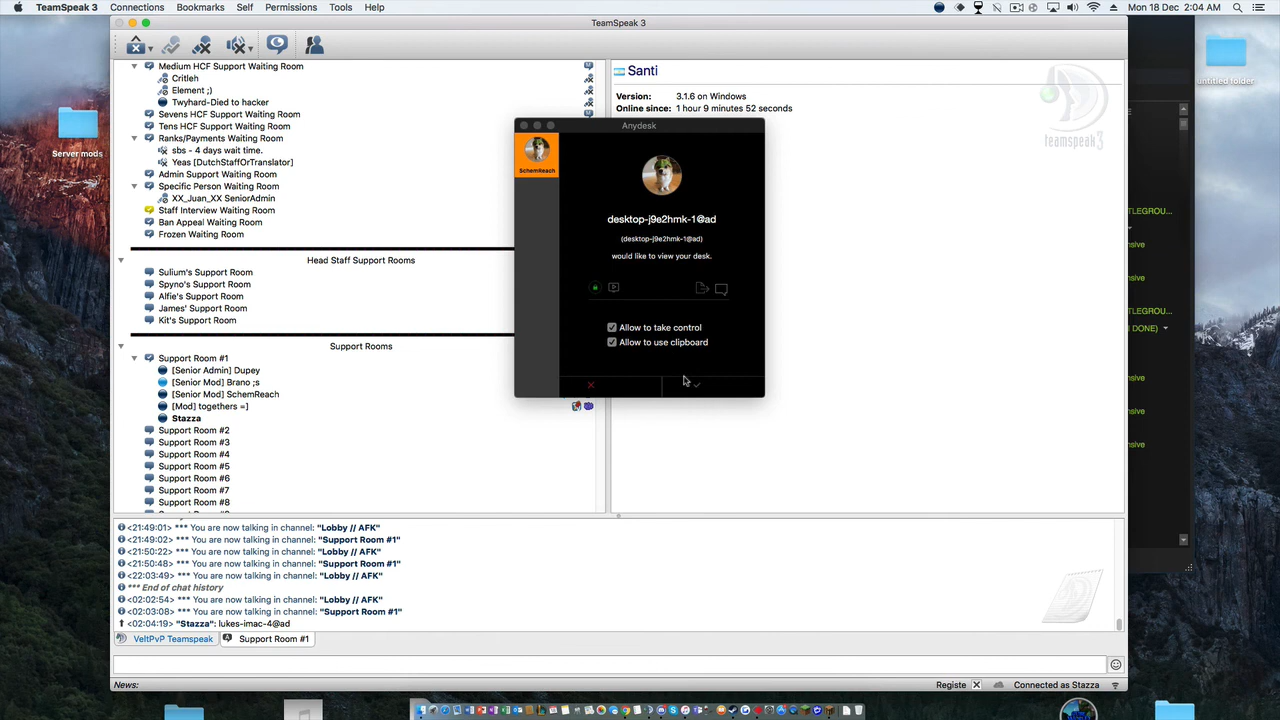 TeamSpeak 3 Connections Bookmarks Self Permissions Tools Help
Mon 18 Dec 2:04 AM
TeamSpeak 3
Medium HCF Support Waiting Room
Critleh
Element ;)
Twyhard-Died to hacker
Sevens HCF Support Waiting Room
Tens HCF Support Waiting Room
Ranks/Payments Waiting Room
sbs - 4 days wait time.
Yeas [DutchStaffOrTranslator]
Admin Support Waiting Room
Specific Person Waiting Room
XX_Juan_XX SeniorAdmin
Staff Interview Waiting Room
Ban Appeal Waiting Room
Frozen Waiting Room
Head Staff Support Rooms
Sulium's Support Room
Spyno's Support Room
Alfie's Support Room
James' Support Room
Kit's Support Room
Support Rooms
Support Room #1
[Senior Admin] Dupey
[Senior Mod] Brano ;s
[Senior Mod] SchemReach
[Mod] togethers =]
Stazza
Support Room #2
Support Room #3
Support Room #4
Support Room #5
Support Room #6
Support Room #7
Support Room #8
Santi
Version: 3.1.6 on Windows
Online since: 1 hour 9 minutes 52 seconds
teamspeak3
Anydesk
SchemReach
desktop-j9e2hmk-1@ad
(desktop-j9e2hmk-1@ad)
would like to view your desk.
Allow to take control
Allow to use clipboard
<21:49:01> *** You are now talking in channel: "Lobby // AFK"
<21:49:02> *** You are now talking in channel: "Support Room #1"
<21:50:22> *** You are now talking in channel: "Lobby // AFK"
<21:50:48> *** You are now talking in channel: "Support Room #1"
<22:03:49> *** You are now talking in channel: "Lobby // AFK"
*** End of chat history
<02:02:54> *** You are now talking in channel: "Lobby // AFK"
<02:03:08> *** You are now talking in channel: "Support Room #1"
<02:04:19> "Stazza": lukes-imac-4@ad
VeltPvP Teamspeak
Support Room #1
News:
Registe
Connected as Stazza
Server mods
untitled folder
TLEGROU...
nsive
nsive
TLEGROU...
DONE)
nsive
nsive
nsive